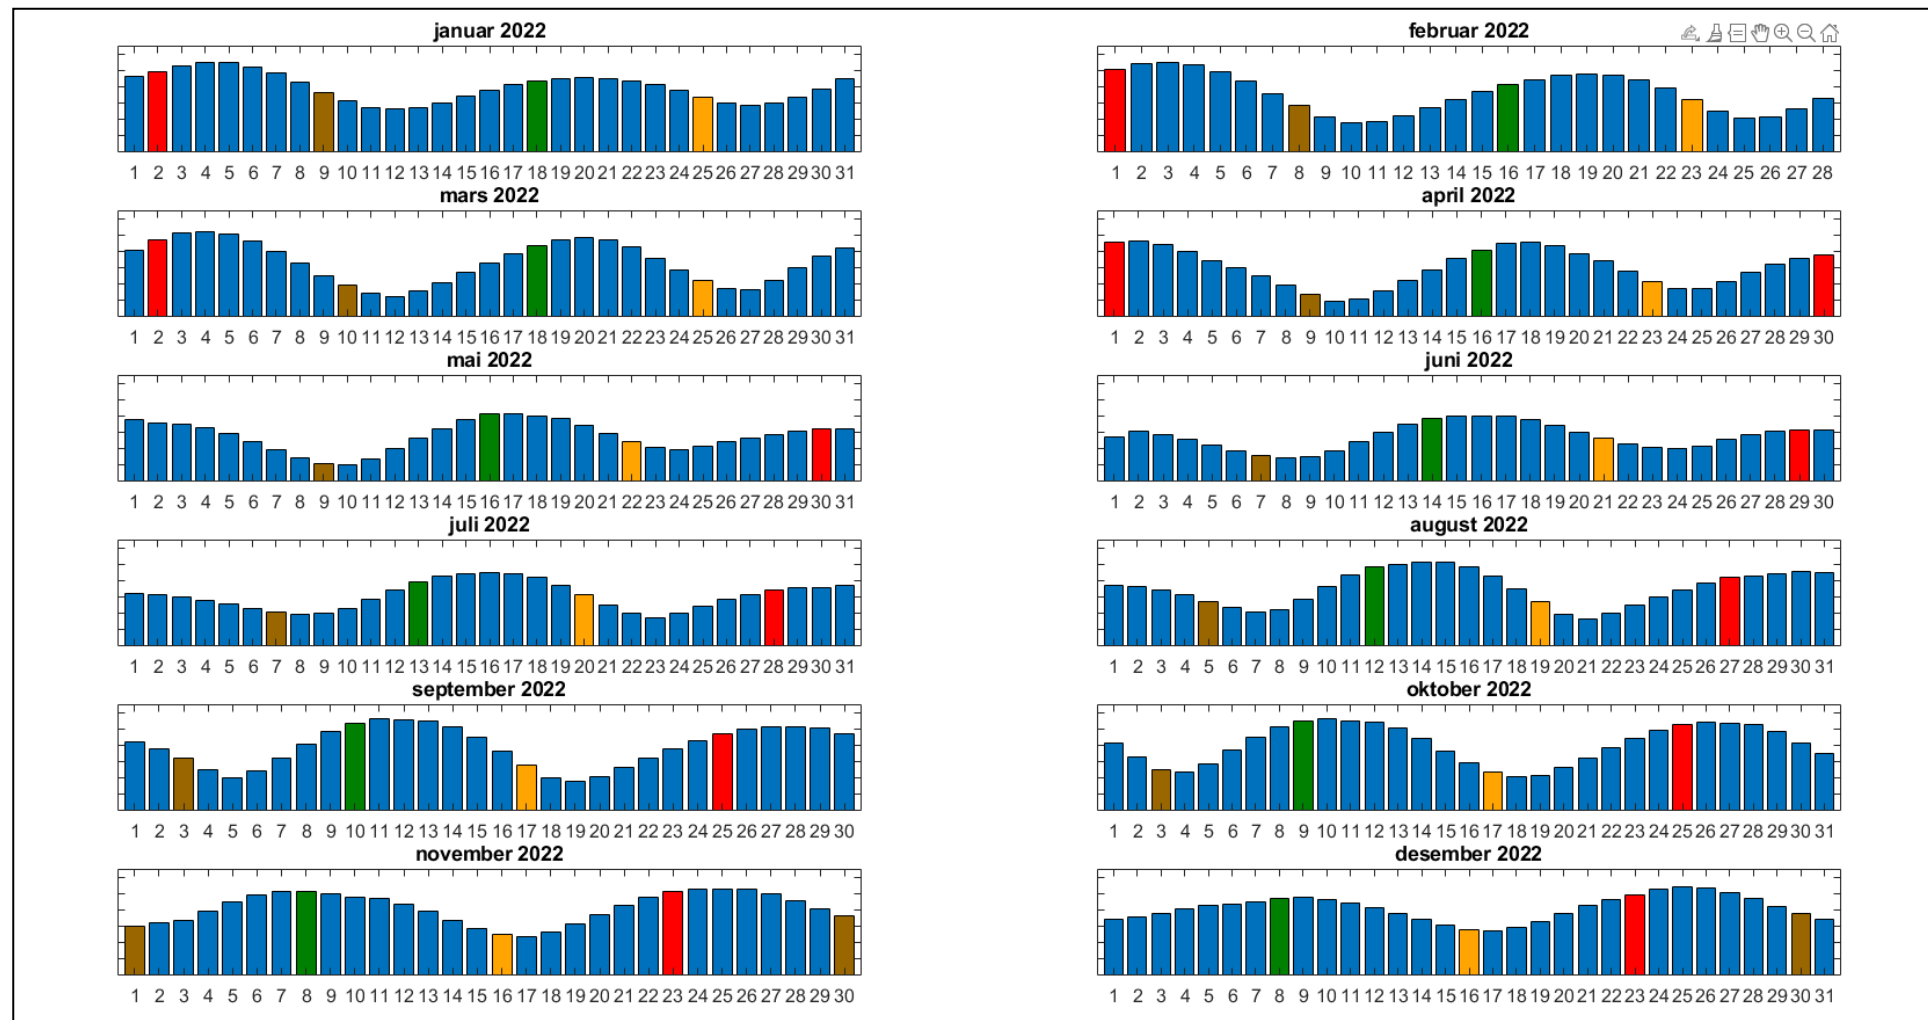 januar 2022
1 2 3 4 5 6 7 8 9 10 11 12 13 14 15 16 17 18 19 20 21 22 23 24 25 26 27 28 29 30 31
februar 2022
1 2 3 4 5 6 7 8 9 10 11 12 13 14 15 16 17 18 19 20 21 22 23 24 25 26 27 28
mars 2022
1 2 3 4 5 6 7 8 9 10 11 12 13 14 15 16 17 18 19 20 21 22 23 24 25 26 27 28 29 30 31
april 2022
1 2 3 4 5 6 7 8 9 10 11 12 13 14 15 16 17 18 19 20 21 22 23 24 25 26 27 28 29 30
mai 2022
1 2 3 4 5 6 7 8 9 10 11 12 13 14 15 16 17 18 19 20 21 22 23 24 25 26 27 28 29 30 31
juni 2022
1 2 3 4 5 6 7 8 9 10 11 12 13 14 15 16 17 18 19 20 21 22 23 24 25 26 27 28 29 30
juli 2022
1 2 3 4 5 6 7 8 9 10 11 12 13 14 15 16 17 18 19 20 21 22 23 24 25 26 27 28 29 30 31
august 2022
1 2 3 4 5 6 7 8 9 10 11 12 13 14 15 16 17 18 19 20 21 22 23 24 25 26 27 28 29 30 31
september 2022
1 2 3 4 5 6 7 8 9 10 11 12 13 14 15 16 17 18 19 20 21 22 23 24 25 26 27 28 29 30
oktober 2022
1 2 3 4 5 6 7 8 9 10 11 12 13 14 15 16 17 18 19 20 21 22 23 24 25 26 27 28 29 30 31
november 2022
1 2 3 4 5 6 7 8 9 10 11 12 13 14 15 16 17 18 19 20 21 22 23 24 25 26 27 28 29 30
desember 2022
1 2 3 4 5 6 7 8 9 10 11 12 13 14 15 16 17 18 19 20 21 22 23 24 25 26 27 28 29 30 31